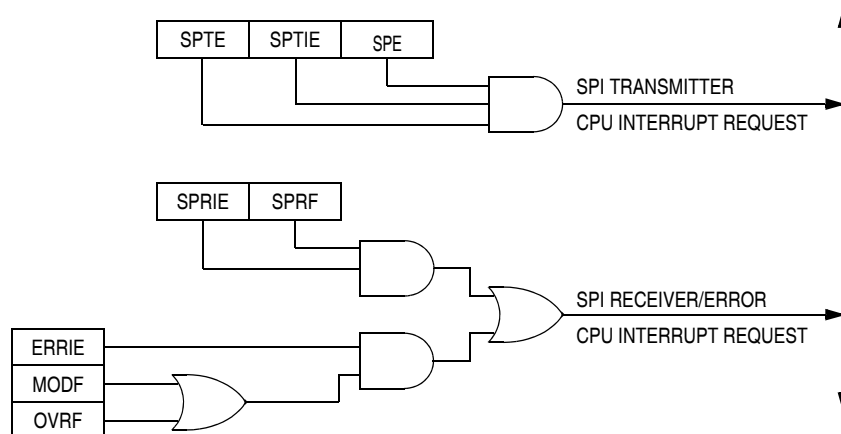 SPTE SPTIE SPE
SPI TRANSMITTER
CPU INTERRUPT REQUEST
SPRIE SPRF
SPI RECEIVER/ERROR
CPU INTERRUPT REQUEST
ERRIE
MODF
OVRF